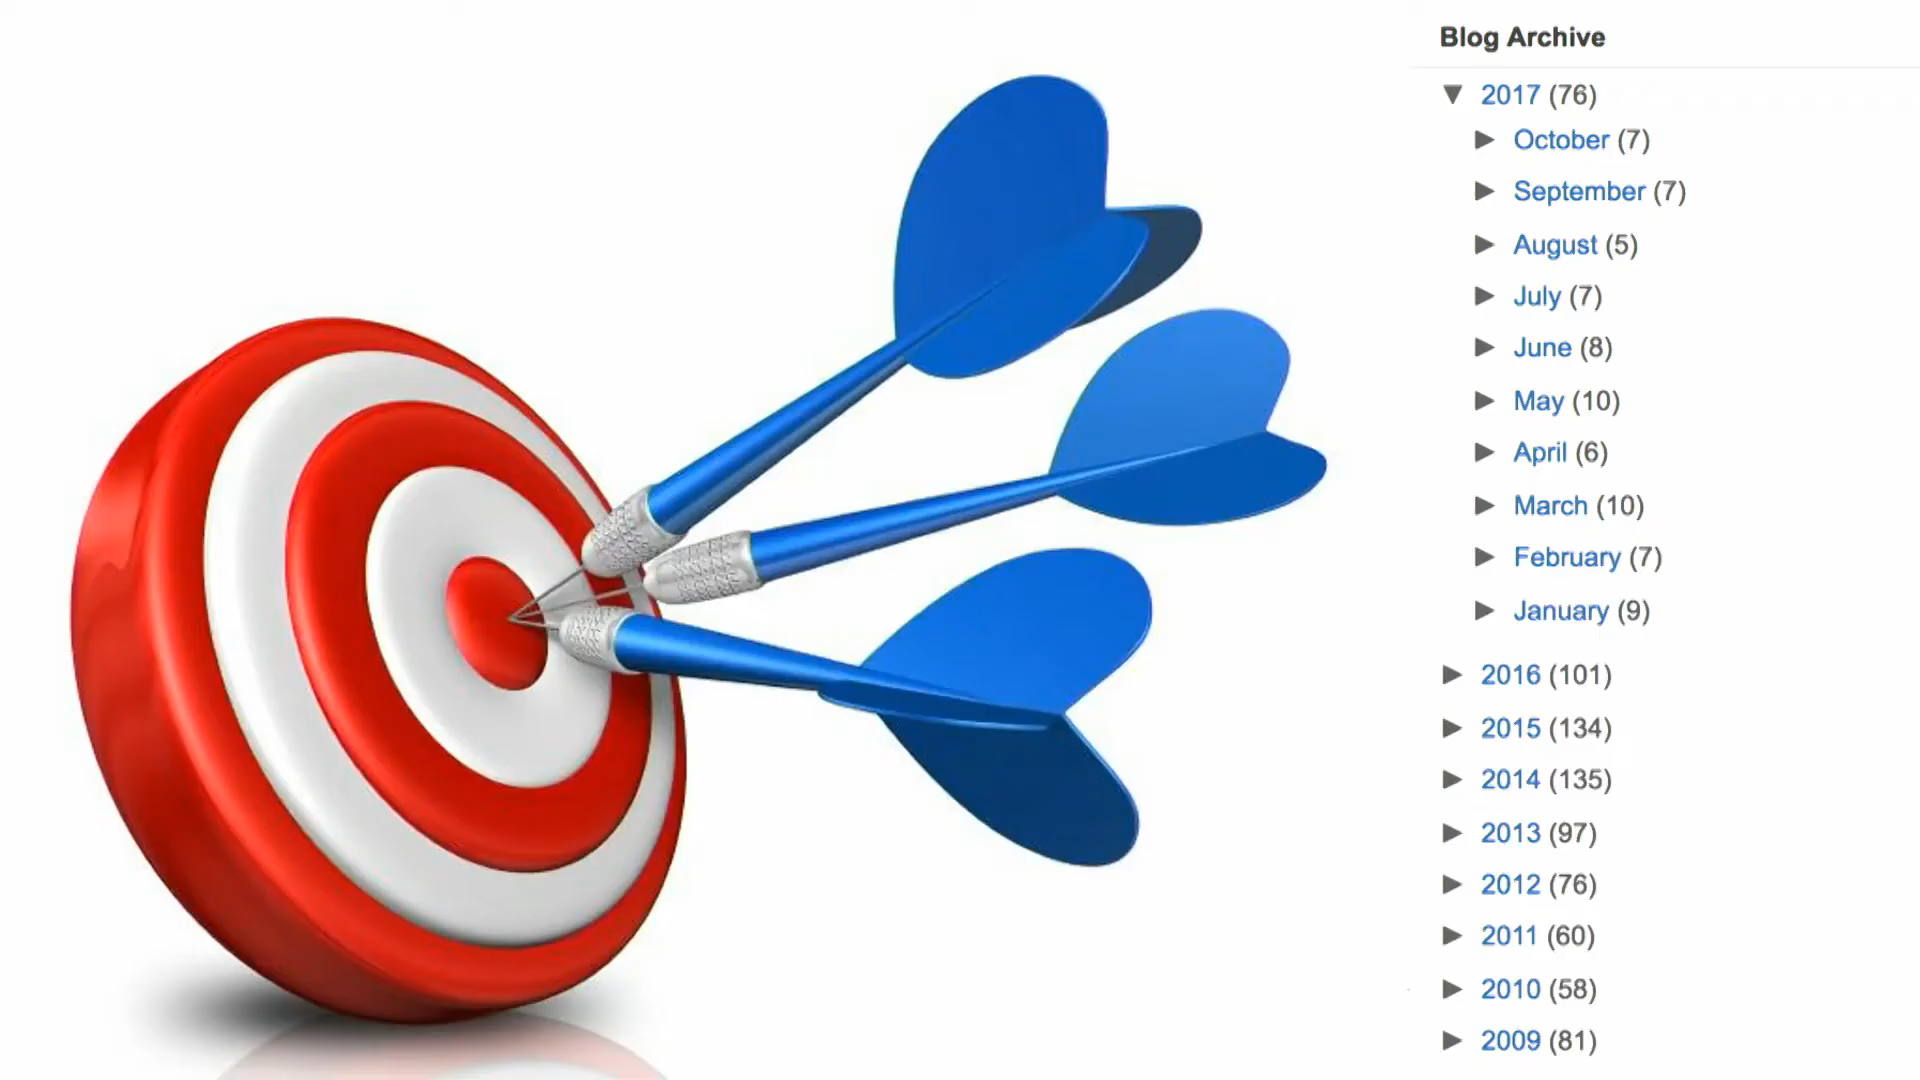 Blog Archive
▼ 2017 (76)
► October (7)
► September (7)
► August (5)
► July (7)
► June (8)
► May (10)
► April (6)
► March (10)
► February (7)
► January (9)
► 2016 (101)
► 2015 (134)
► 2014 (135)
► 2013 (97)
► 2012 (76)
► 2011 (60)
► 2010 (58)
► 2009 (81)